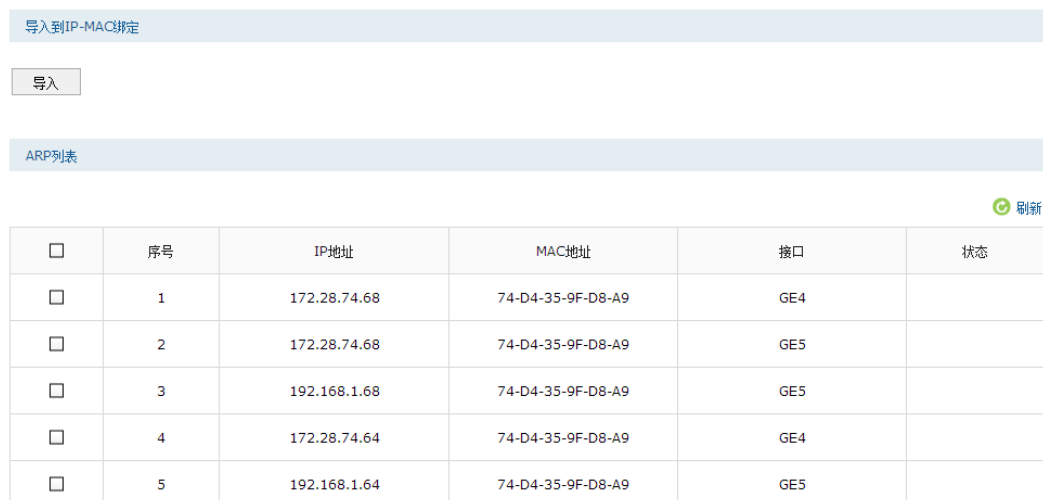 导入到IP-MAC绑定
导入
ARP列表
刷新
序号 IP地址 MAC地址 接口 状态
1 172.28.74.68 74-D4-35-9F-D8-A9 GE4
2 172.28.74.68 74-D4-35-9F-D8-A9 GE5
3 192.168.1.68 74-D4-35-9F-D8-A9 GE5
4 172.28.74.64 74-D4-35-9F-D8-A9 GE4
5 192.168.1.64 74-D4-35-9F-D8-A9 GE5